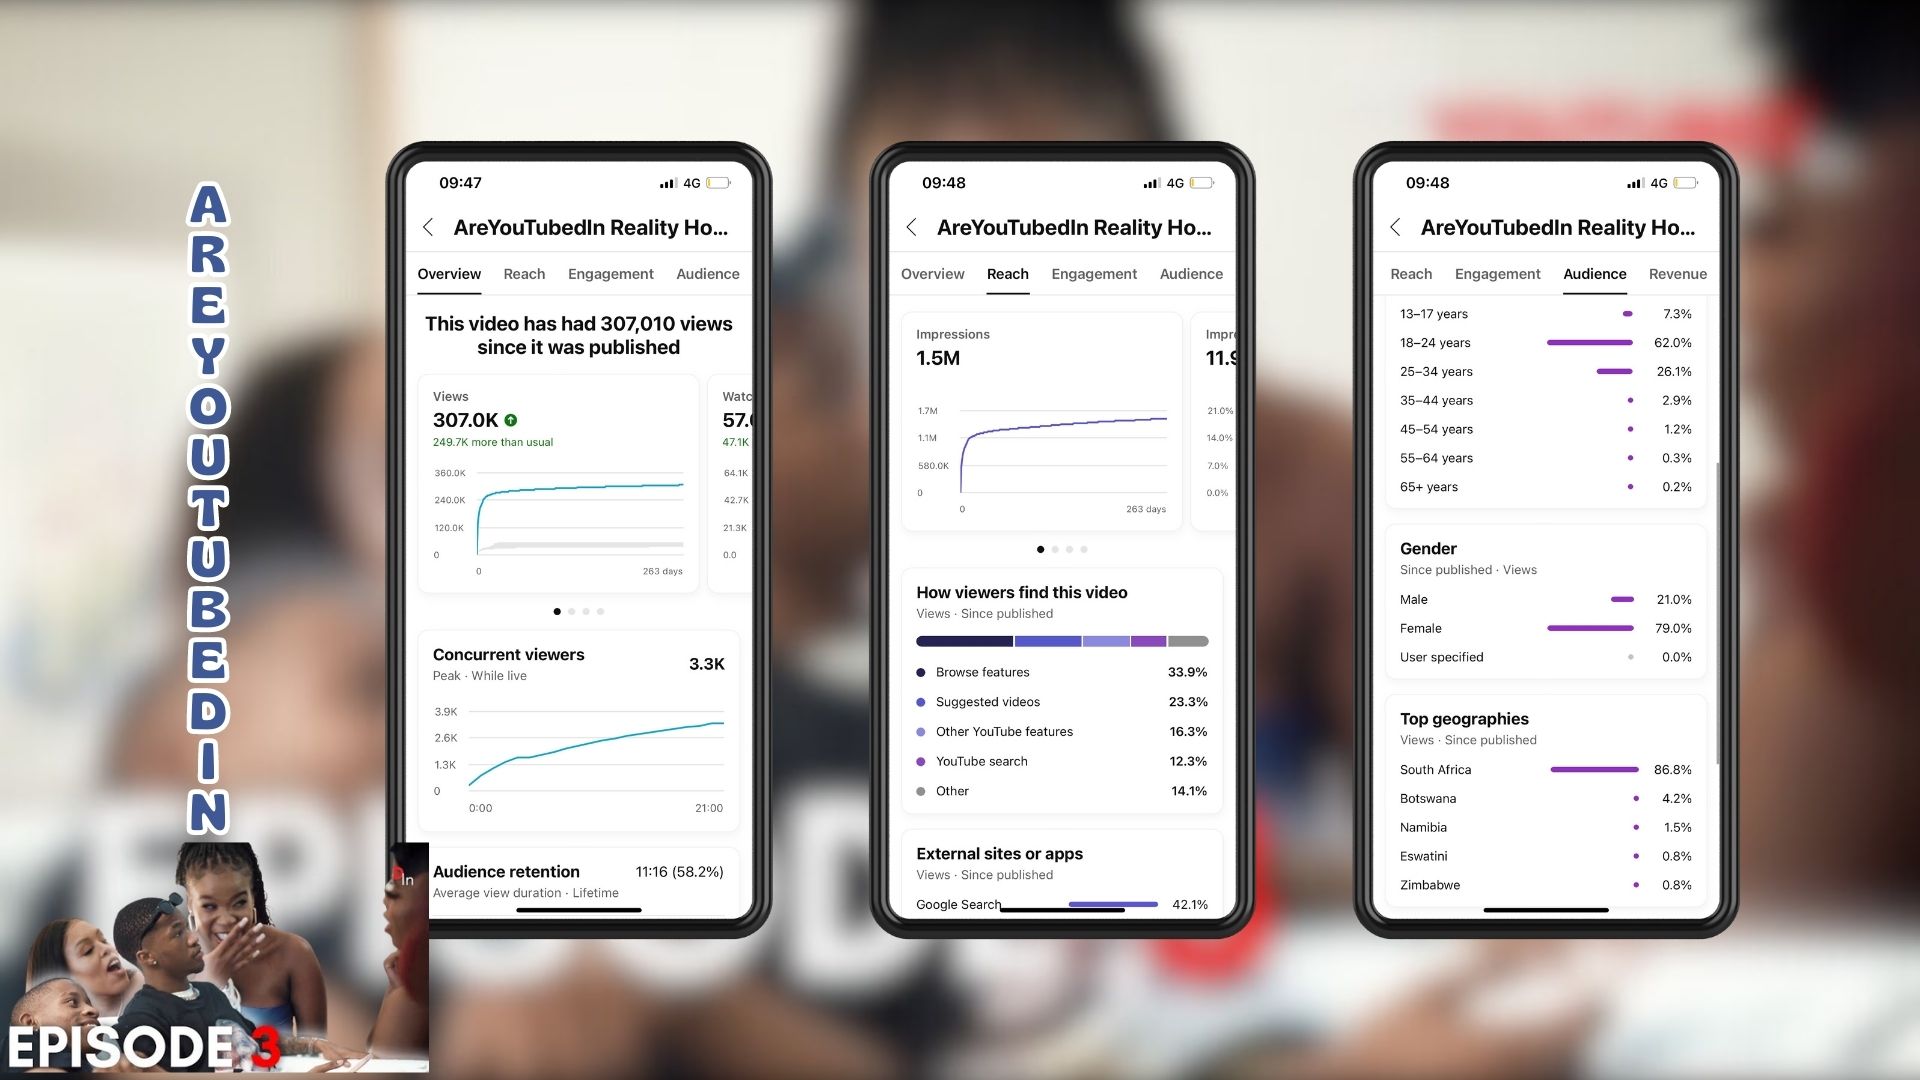 AREYOUTUBEDIN
EPISODE 3
In
09:47
4G
AreYouTubedIn Reality Ho...
Overview Reach Engagement Audience
This video has had 307,010 views
since it was published
Views
307.0K
249.7K more than usual
360.0K
240.0K
120.0K
0
0 263 days
57.0
47.1K
64.1K
42.7K
21.3K
0.0
Concurrent viewers
3.3K
Peak · While live
3.9K
2.6K
1.3K
0
0:00 21:00
Audience retention 11:16 (58.2%)
Average view duration · Lifetime
09:48
4G
AreYouTubedIn Reality Ho...
Overview Reach Engagement Audience
Impressions
1.5M
1.7M
1.1M
580.0K
0
0 263 days
Impr
11.9
21.0%
14.0%
7.0%
0.0%
How viewers find this video
Views · Since published
Browse features 33.9%
Suggested videos 23.3%
Other YouTube features 16.3%
YouTube search 12.3%
Other 14.1%
External sites or apps
Views · Since published
Google Search 42.1%
09:48
4G
AreYouTubedIn Reality Ho...
Reach Engagement Audience Revenue
13–17 years 7.3%
18–24 years 62.0%
25–34 years 26.1%
35–44 years 2.9%
45–54 years 1.2%
55–64 years 0.3%
65+ years 0.2%
Gender
Since published · Views
Male 21.0%
Female 79.0%
User specified 0.0%
Top geographies
Views · Since published
South Africa 86.8%
Botswana 4.2%
Namibia 1.5%
Eswatini 0.8%
Zimbabwe 0.8%